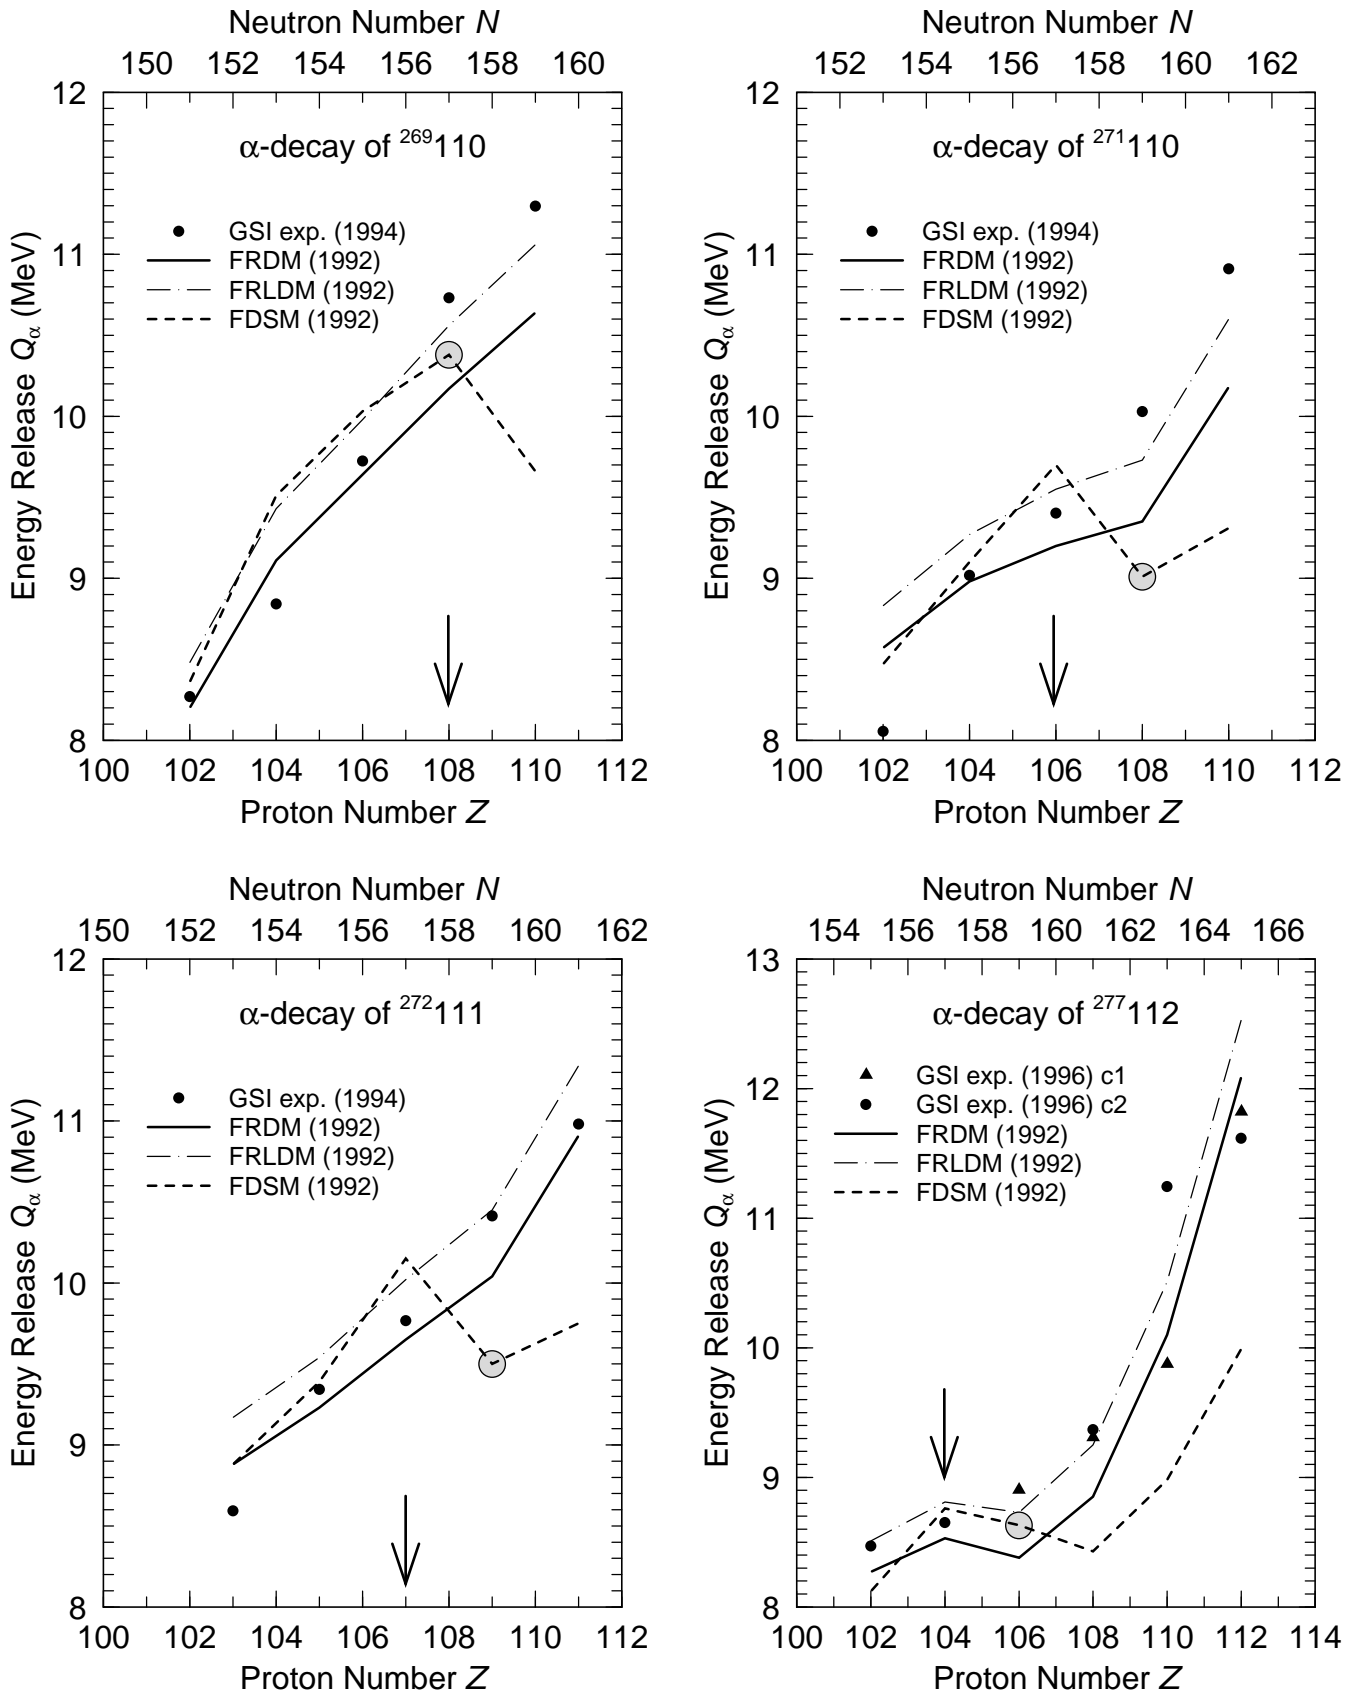 Neutron Number N
150 152 154 156 158 160
12
11
10
9
8
Energy Release Qα (MeV)
α-decay of 269110
GSI exp. (1994)
FRDM (1992)
FRLDM (1992)
FDSM (1992)
100 102 104 106 108 110 112
Proton Number Z
Neutron Number N
152 154 156 158 160 162
12
11
10
9
8
Energy Release Qα (MeV)
α-decay of 271110
GSI exp. (1994)
FRDM (1992)
FRLDM (1992)
FDSM (1992)
100 102 104 106 108 110 112
Proton Number Z
Neutron Number N
150 152 154 156 158 160 162
12
11
10
9
8
Energy Release Qα (MeV)
α-decay of 272111
GSI exp. (1994)
FRDM (1992)
FRLDM (1992)
FDSM (1992)
100 102 104 106 108 110 112
Proton Number Z
Neutron Number N
154 156 158 160 162 164 166
13
12
11
10
9
8
Energy Release Qα (MeV)
α-decay of 277112
GSI exp. (1996) c1
GSI exp. (1996) c2
FRDM (1992)
FRLDM (1992)
FDSM (1992)
100 102 104 106 108 110 112 114
Proton Number Z